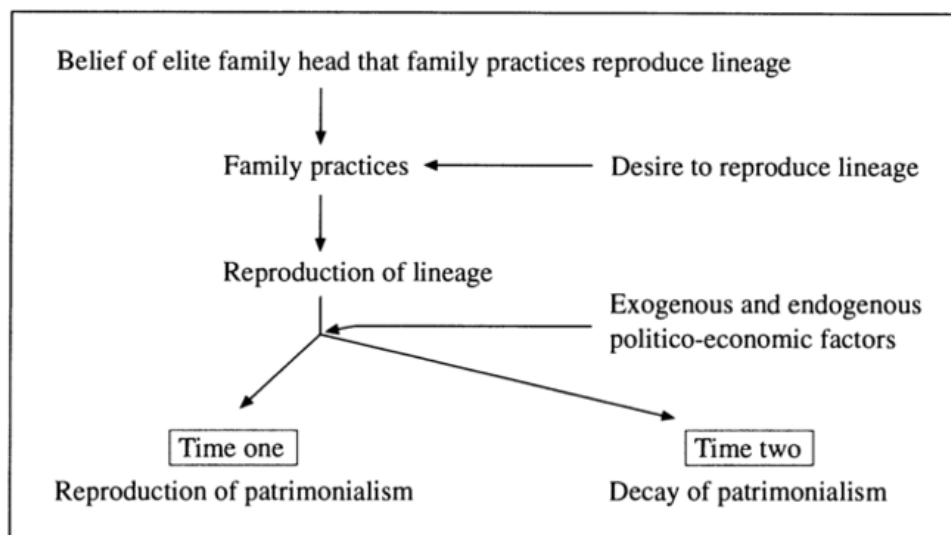 Belief of elite family head that family practices reproduce lineage
Family practices
Desire to reproduce lineage
Reproduction of lineage
Exogenous and endogenous
politico-economic factors
Time one
Time two
Reproduction of patrimonialism
Decay of patrimonialism